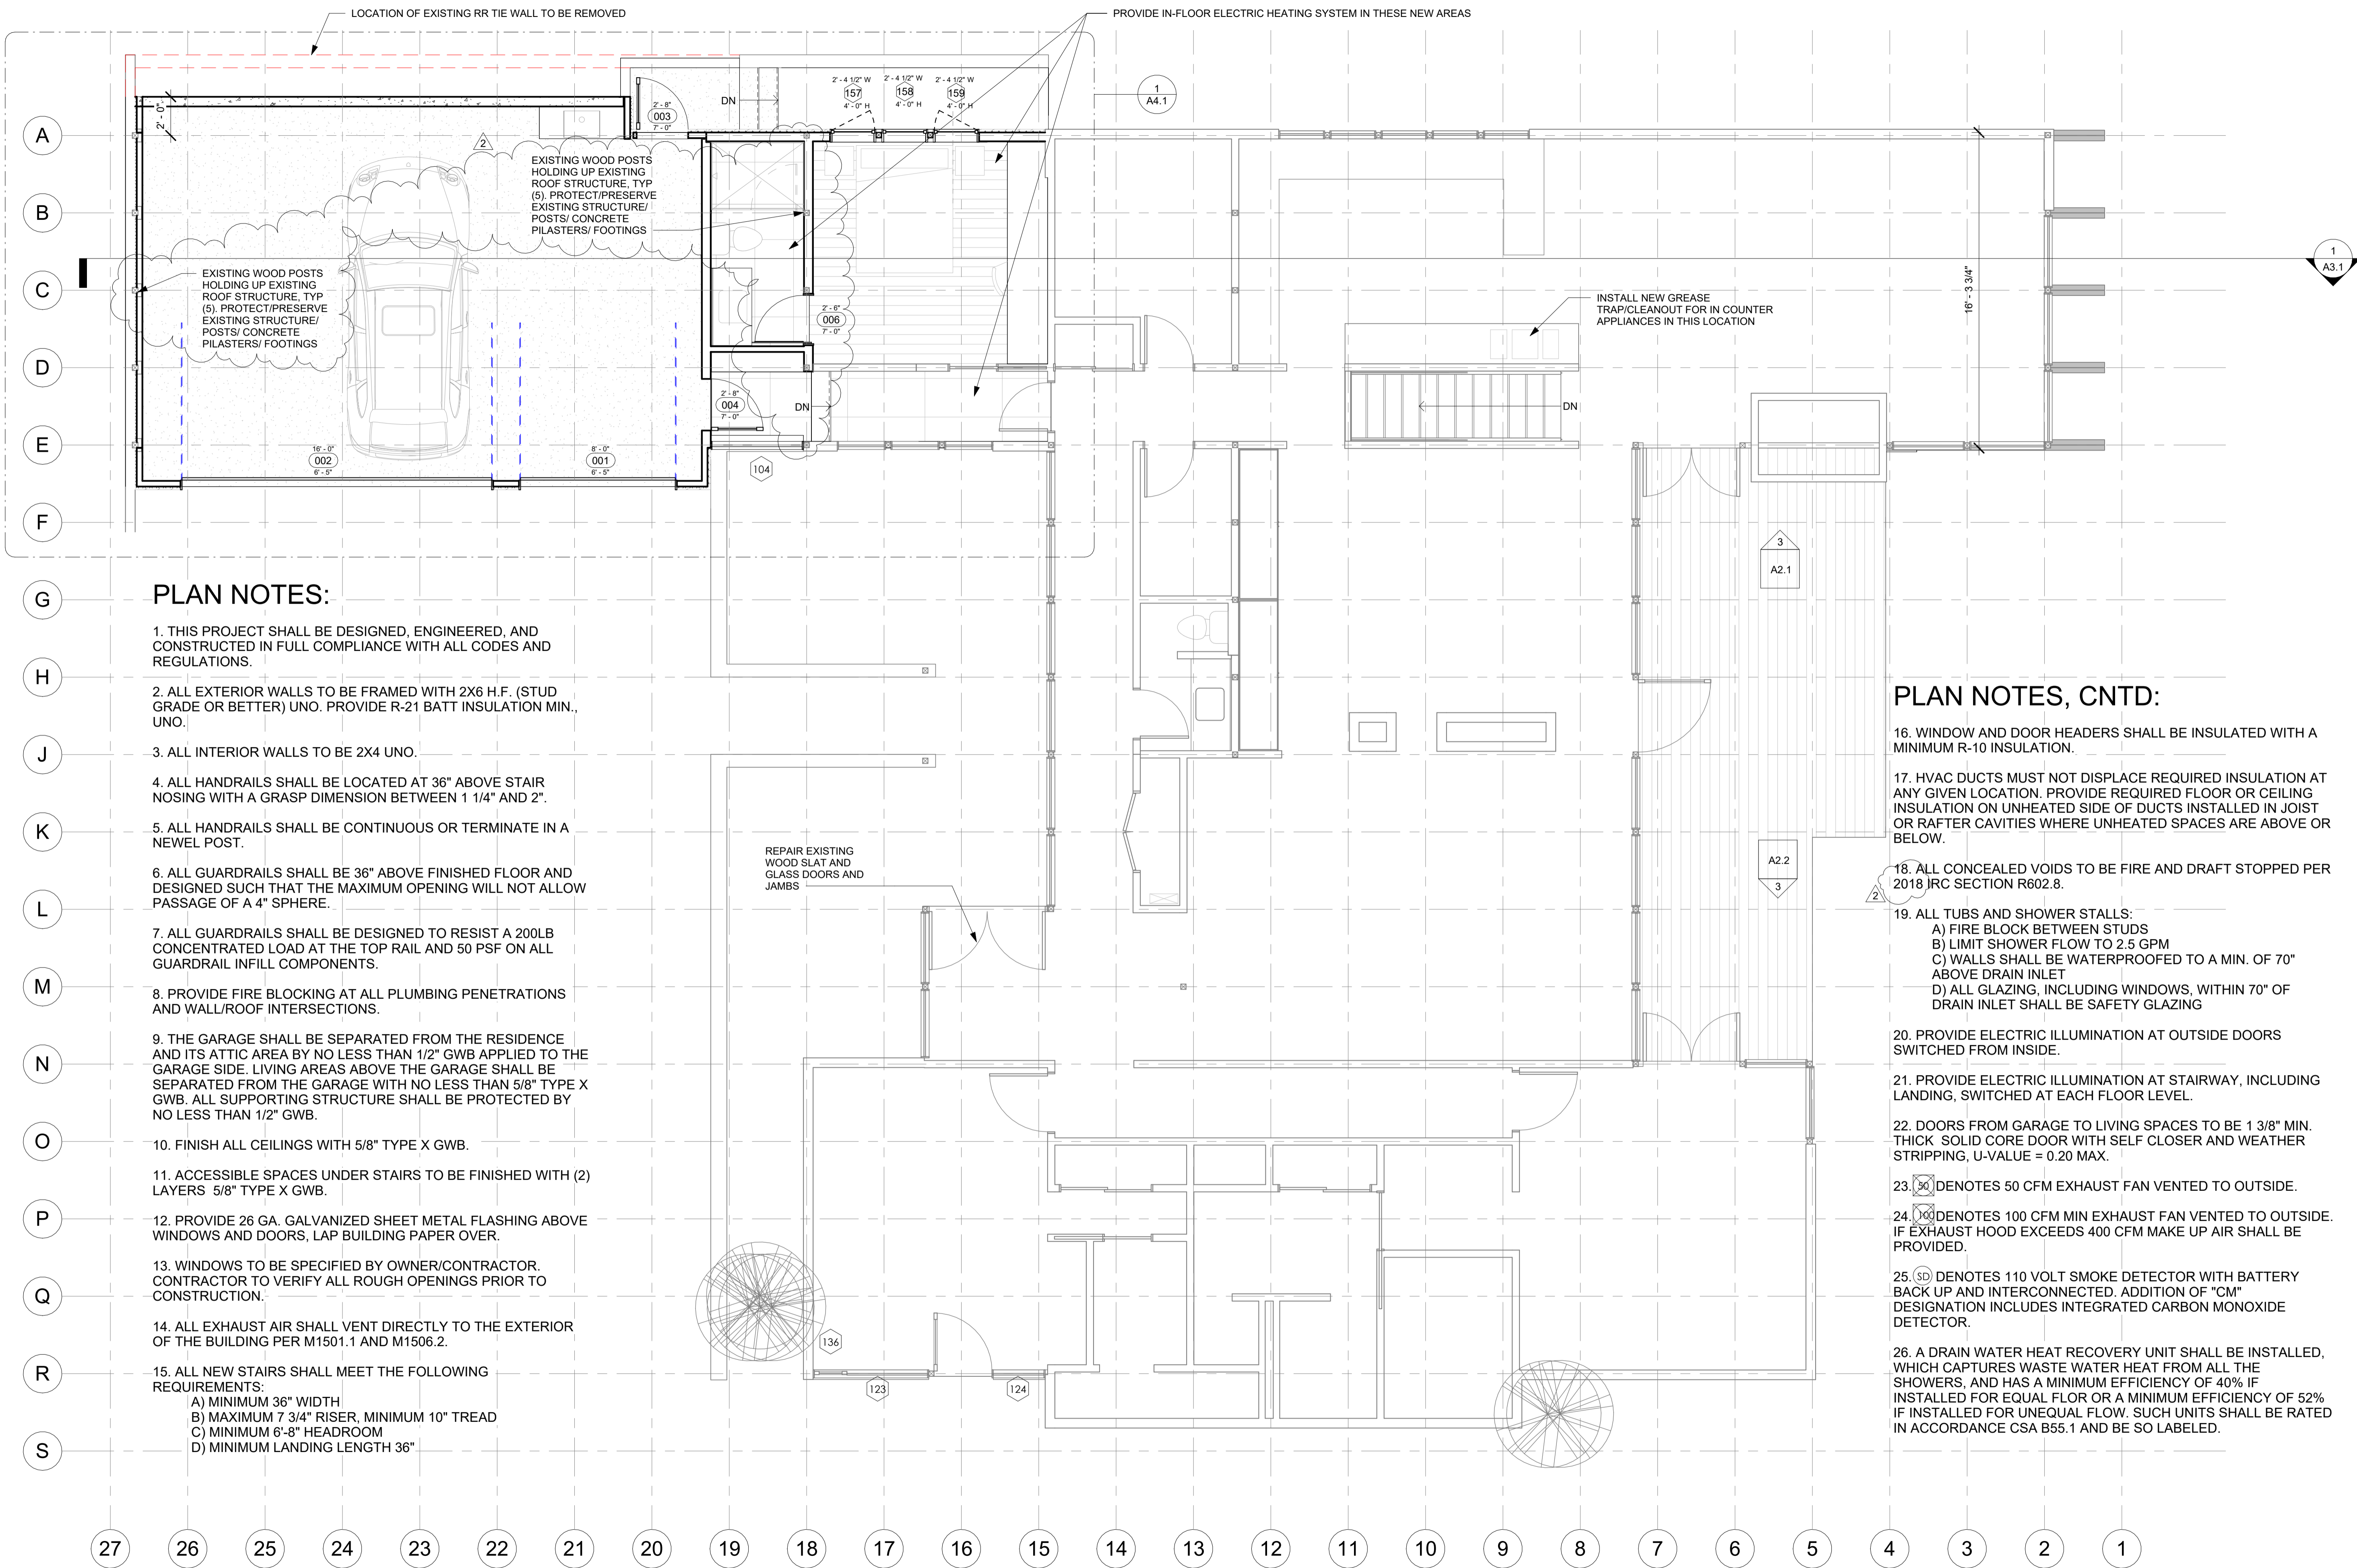 LOCATION OF EXISTING RR TIE WALL TO BE REMOVED
PROVIDE IN-FLOOR ELECTRIC HEATING SYSTEM IN THESE NEW AREAS
2' - 0"
2' - 8"
003
7' - 0"
DN
2' - 4 1/2" W
157
4' - 0" H
2' - 4 1/2" W
158
4' - 0" H
2' - 4 1/2" W
159
4' - 0" H
1
A4.1
A
B
C
D
E
F
G
H
J
K
L
M
N
O
P
Q
R
S
2
EXISTING WOOD POSTS
HOLDING UP EXISTING
ROOF STRUCTURE, TYP
(5). PROTECT/PRESERVE
EXISTING STRUCTURE/
POSTS/ CONCRETE
PILASTERS/ FOOTINGS
EXISTING WOOD POSTS
HOLDING UP EXISTING
ROOF STRUCTURE, TYP
(5). PROTECT/PRESERVE
EXISTING STRUCTURE/
POSTS/ CONCRETE
PILASTERS/ FOOTINGS
2' - 6"
006
7' - 0"
2' - 8"
004
7' - 0"
DN
16' - 0"
002
6' - 5"
8' - 0"
001
6' - 5"
104
INSTALL NEW GREASE
TRAP/CLEANOUT FOR IN COUNTER
APPLIANCES IN THIS LOCATION
DN
16' - 3 3/4"
1
A3.1
3
A2.1
A2.2
3
REPAIR EXISTING
WOOD SLAT AND
GLASS DOORS AND
JAMBS
136
123
124
PLAN NOTES:
1. THIS PROJECT SHALL BE DESIGNED, ENGINEERED, AND
CONSTRUCTED IN FULL COMPLIANCE WITH ALL CODES AND
REGULATIONS.
2. ALL EXTERIOR WALLS TO BE FRAMED WITH 2X6 H.F. (STUD
GRADE OR BETTER) UNO. PROVIDE R-21 BATT INSULATION MIN.,
UNO.
3. ALL INTERIOR WALLS TO BE 2X4 UNO.
4. ALL HANDRAILS SHALL BE LOCATED AT 36" ABOVE STAIR
NOSING WITH A GRASP DIMENSION BETWEEN 1 1/4" AND 2".
5. ALL HANDRAILS SHALL BE CONTINUOUS OR TERMINATE IN A
NEWEL POST.
6. ALL GUARDRAILS SHALL BE 36" ABOVE FINISHED FLOOR AND
DESIGNED SUCH THAT THE MAXIMUM OPENING WILL NOT ALLOW
PASSAGE OF A 4" SPHERE.
7. ALL GUARDRAILS SHALL BE DESIGNED TO RESIST A 200LB
CONCENTRATED LOAD AT THE TOP RAIL AND 50 PSF ON ALL
GUARDRAIL INFILL COMPONENTS.
8. PROVIDE FIRE BLOCKING AT ALL PLUMBING PENETRATIONS
AND WALL/ROOF INTERSECTIONS.
9. THE GARAGE SHALL BE SEPARATED FROM THE RESIDENCE
AND ITS ATTIC AREA BY NO LESS THAN 1/2" GWB APPLIED TO THE
GARAGE SIDE. LIVING AREAS ABOVE THE GARAGE SHALL BE
SEPARATED FROM THE GARAGE WITH NO LESS THAN 5/8" TYPE X
GWB. ALL SUPPORTING STRUCTURE SHALL BE PROTECTED BY
NO LESS THAN 1/2" GWB.
10. FINISH ALL CEILINGS WITH 5/8" TYPE X GWB.
11. ACCESSIBLE SPACES UNDER STAIRS TO BE FINISHED WITH (2)
LAYERS 5/8" TYPE X GWB.
12. PROVIDE 26 GA. GALVANIZED SHEET METAL FLASHING ABOVE
WINDOWS AND DOORS, LAP BUILDING PAPER OVER.
13. WINDOWS TO BE SPECIFIED BY OWNER/CONTRACTOR.
CONTRACTOR TO VERIFY ALL ROUGH OPENINGS PRIOR TO
CONSTRUCTION.
14. ALL EXHAUST AIR SHALL VENT DIRECTLY TO THE EXTERIOR
OF THE BUILDING PER M1501.1 AND M1506.2.
15. ALL NEW STAIRS SHALL MEET THE FOLLOWING
REQUIREMENTS:
A) MINIMUM 36" WIDTH
B) MAXIMUM 7 3/4" RISER, MINIMUM 10" TREAD
C) MINIMUM 6'-8" HEADROOM
D) MINIMUM LANDING LENGTH 36"
PLAN NOTES, CNTD:
16. WINDOW AND DOOR HEADERS SHALL BE INSULATED WITH A
MINIMUM R-10 INSULATION.
17. HVAC DUCTS MUST NOT DISPLACE REQUIRED INSULATION AT
ANY GIVEN LOCATION. PROVIDE REQUIRED FLOOR OR CEILING
INSULATION ON UNHEATED SIDE OF DUCTS INSTALLED IN JOIST
OR RAFTER CAVITIES WHERE UNHEATED SPACES ARE ABOVE OR
BELOW.
18. ALL CONCEALED VOIDS TO BE FIRE AND DRAFT STOPPED PER
2018 IRC SECTION R602.8.
2
19. ALL TUBS AND SHOWER STALLS:
A) FIRE BLOCK BETWEEN STUDS
B) LIMIT SHOWER FLOW TO 2.5 GPM
C) WALLS SHALL BE WATERPROOFED TO A MIN. OF 70"
ABOVE DRAIN INLET
D) ALL GLAZING, INCLUDING WINDOWS, WITHIN 70" OF
DRAIN INLET SHALL BE SAFETY GLAZING
20. PROVIDE ELECTRIC ILLUMINATION AT OUTSIDE DOORS
SWITCHED FROM INSIDE.
21. PROVIDE ELECTRIC ILLUMINATION AT STAIRWAY, INCLUDING
LANDING, SWITCHED AT EACH FLOOR LEVEL.
22. DOORS FROM GARAGE TO LIVING SPACES TO BE 1 3/8" MIN.
THICK SOLID CORE DOOR WITH SELF CLOSER AND WEATHER
STRIPPING, U-VALUE = 0.20 MAX.
23. 50 DENOTES 50 CFM EXHAUST FAN VENTED TO OUTSIDE.
24. 100 DENOTES 100 CFM MIN EXHAUST FAN VENTED TO OUTSIDE.
IF EXHAUST HOOD EXCEEDS 400 CFM MAKE UP AIR SHALL BE
PROVIDED.
25. SD DENOTES 110 VOLT SMOKE DETECTOR WITH BATTERY
BACK UP AND INTERCONNECTED. ADDITION OF "CM"
DESIGNATION INCLUDES INTEGRATED CARBON MONOXIDE
DETECTOR.
26. A DRAIN WATER HEAT RECOVERY UNIT SHALL BE INSTALLED,
WHICH CAPTURES WASTE WATER HEAT FROM ALL THE
SHOWERS, AND HAS A MINIMUM EFFICIENCY OF 40% IF
INSTALLED FOR EQUAL FLOR OR A MINIMUM EFFICIENCY OF 52%
IF INSTALLED FOR UNEQUAL FLOW. SUCH UNITS SHALL BE RATED
IN ACCORDANCE CSA B55.1 AND BE SO LABELED.
27 26 25 24 23 22 21 20 19 18 17 16 15 14 13 12 11 10 9 8 7 6 5 4 3 2 1